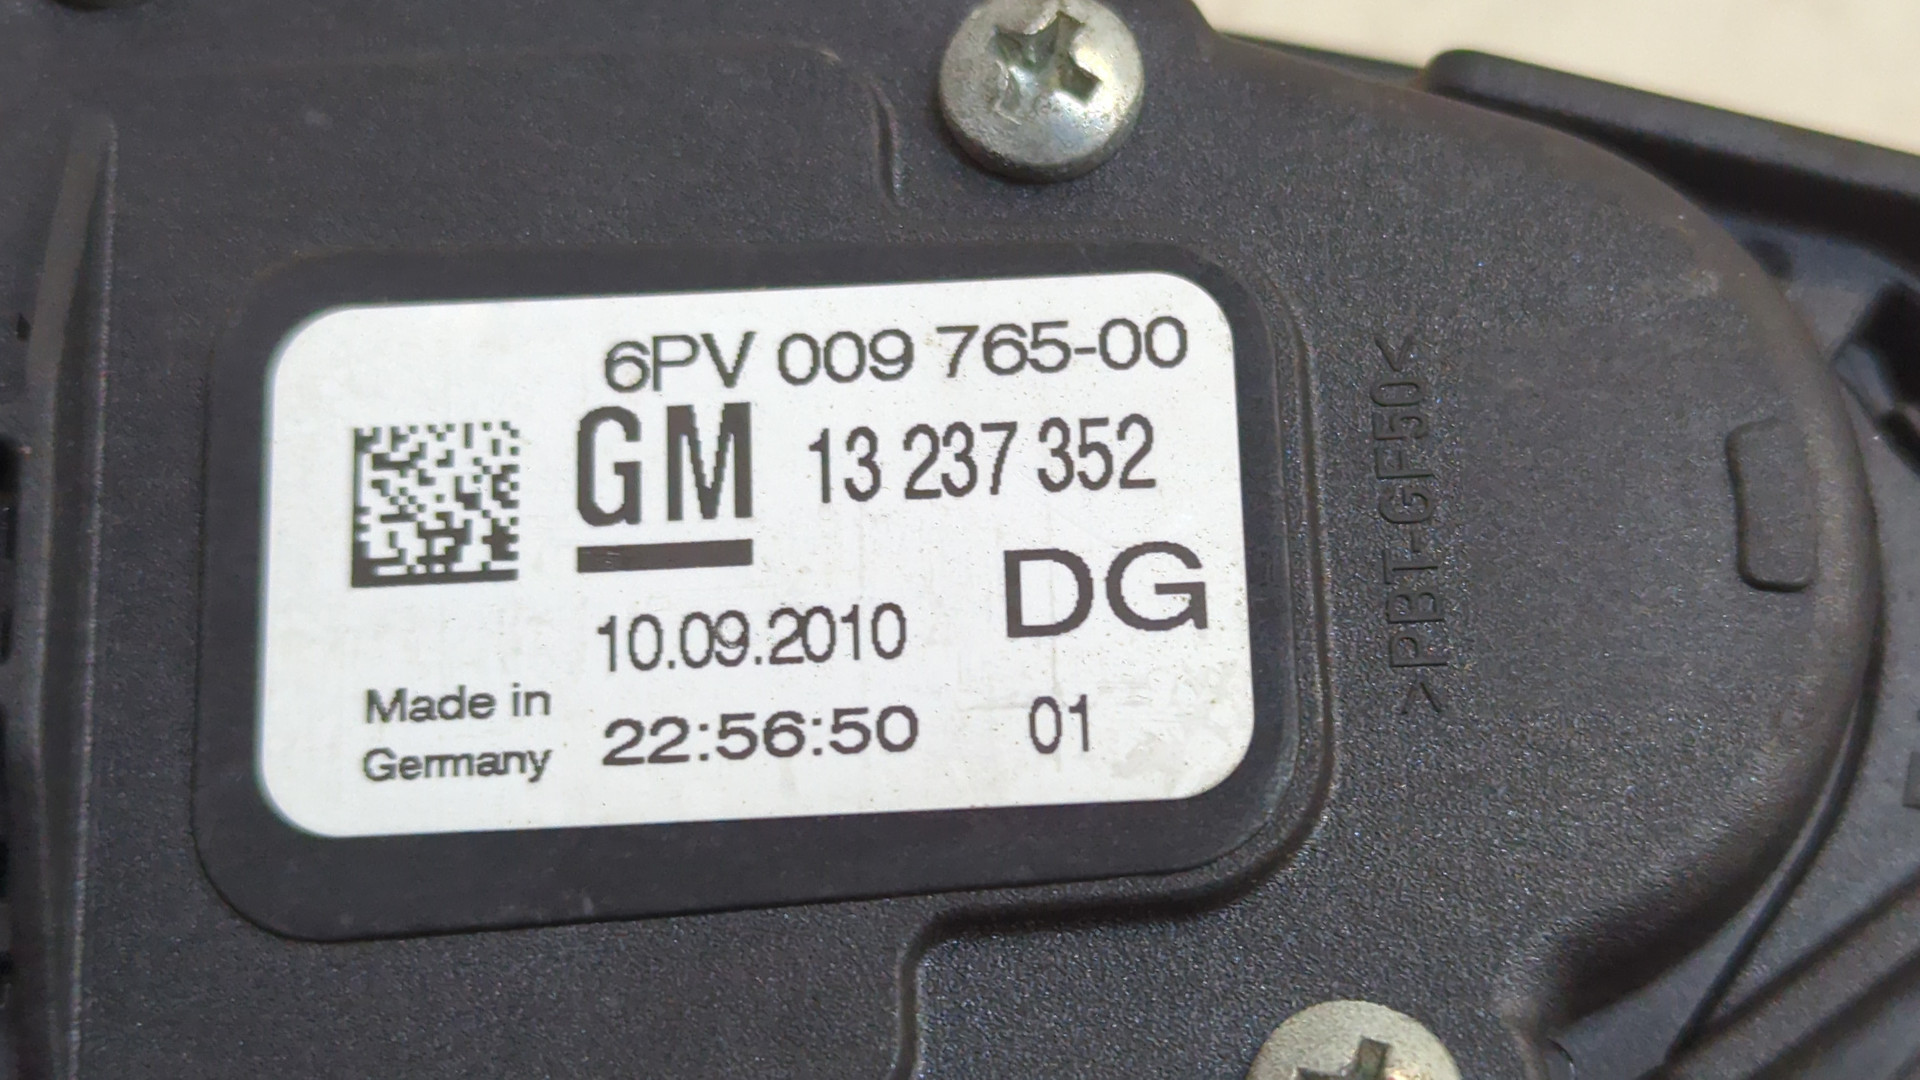 6PV 009 765-00
GM 13 237 352
DG
10.09.2010
Made in
Germany
22:56:50 01
>PBT-GF50<